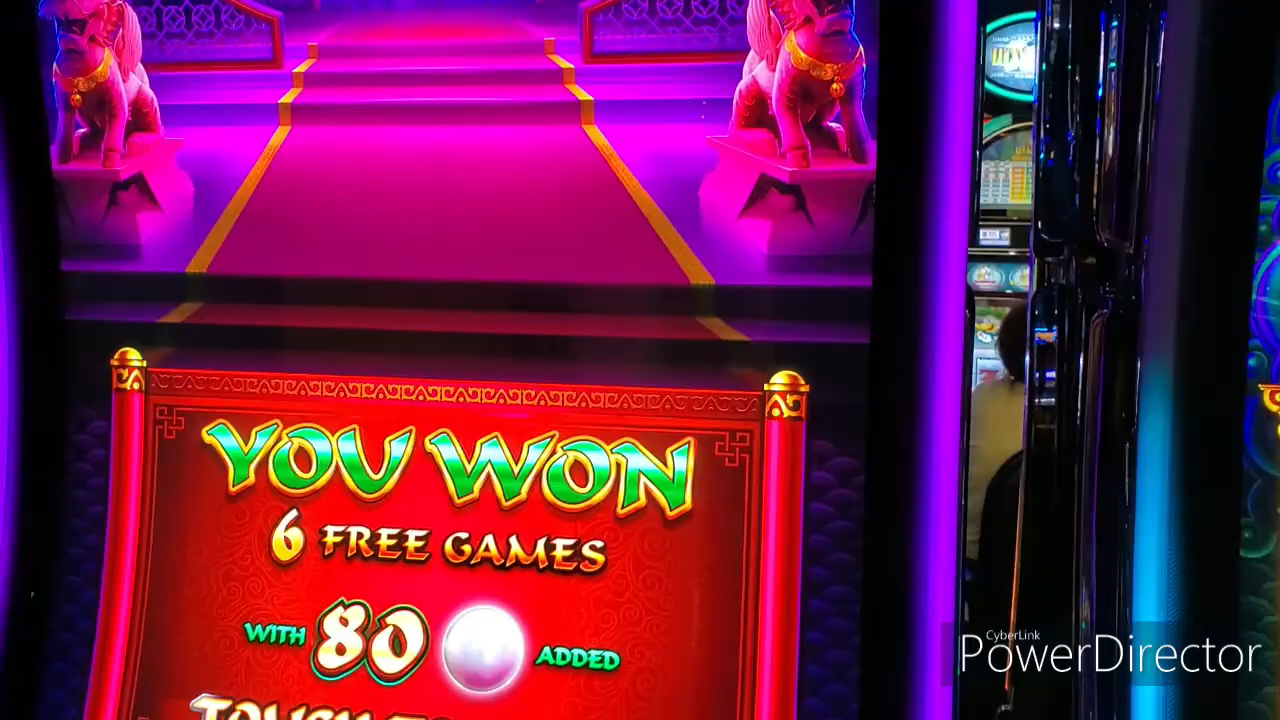 YOU WON
6 FREE GAMES
WITH 80 ADDED
CyberLink
PowerDirector